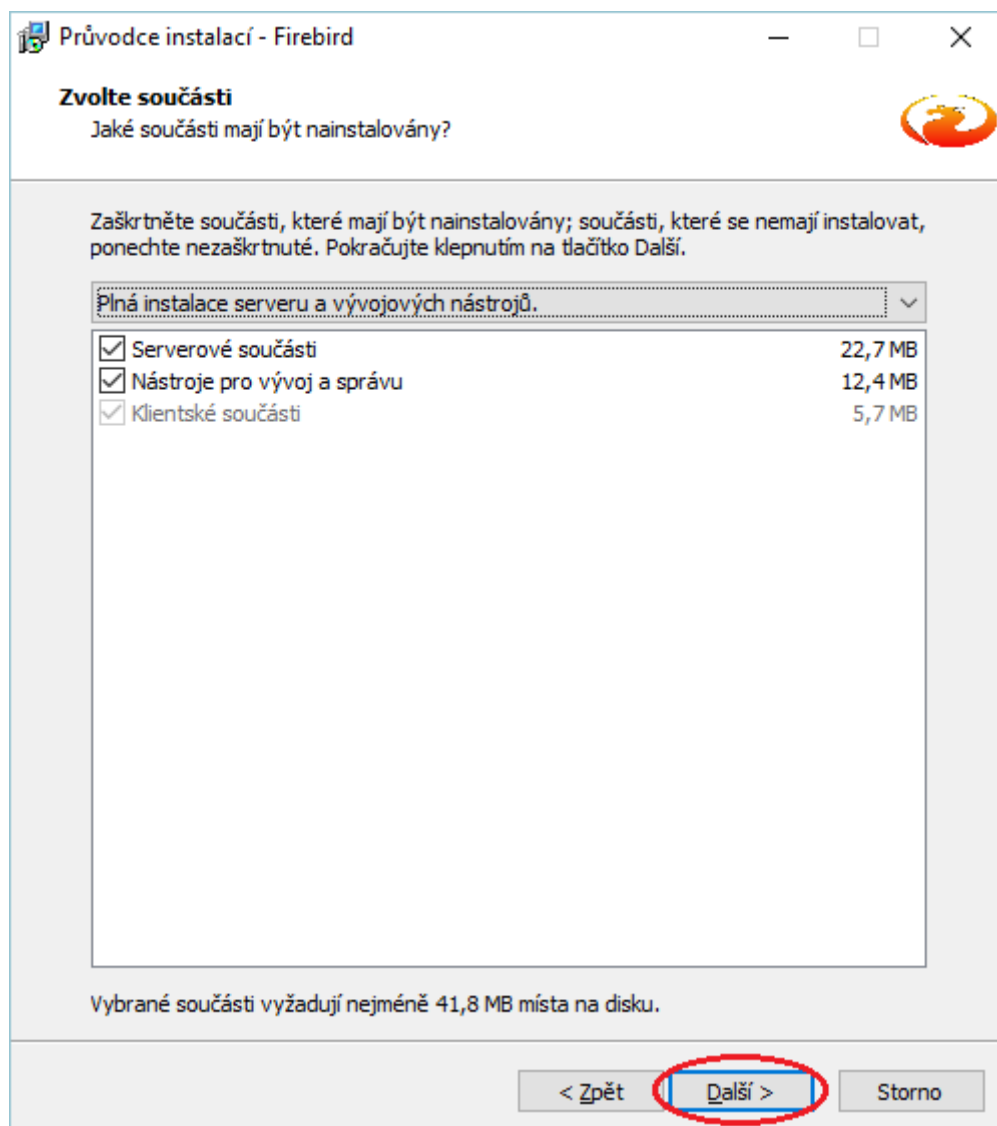 Průvodce instalací - Firebird
Zvolte součásti
Jaké součásti mají být nainstalovány?
Zaškrtněte součásti, které mají být nainstalovány; součásti, které se nemají instalovat,
ponechte nezaškrtnuté. Pokračujte klepnutím na tlačítko Další.
Plná instalace serveru a vývojových nástrojů.
Serverové součásti 22,7 MB
Nástroje pro vývoj a správu 12,4 MB
Klientské součásti 5,7 MB
Vybrané součásti vyžadují nejméně 41,8 MB místa na disku.
< Zpět Další > Storno